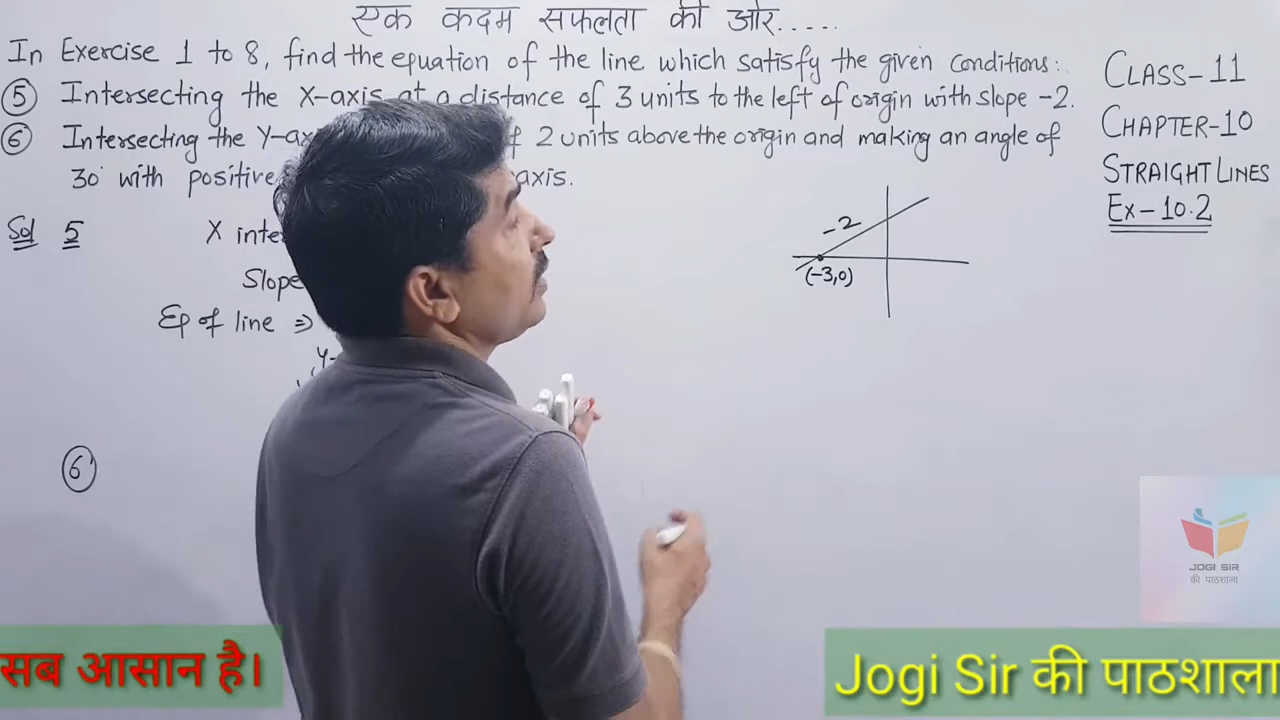 एक कदम सफलता की ओर.....
In Exercise 1 to 8, find the equation of the line which satisfy the given conditions:
⑤ Intersecting the X-axis at a distance of 3 units to the left of origin with slope -2.
⑥ Intersecting the Y-ax 2 units above the origin and making an angle of
30° with positive axis.
CLASS-11
CHAPTER-10
STRAIGHT LINES
Ex-10.2
Sol 5 X inte
Slope
Eq of line ⇒
Y-
-2
(-3,0)
⑥
JOGI SIR
की पाठशाला
सब आसान है।
Jogi Sir की पाठशाला